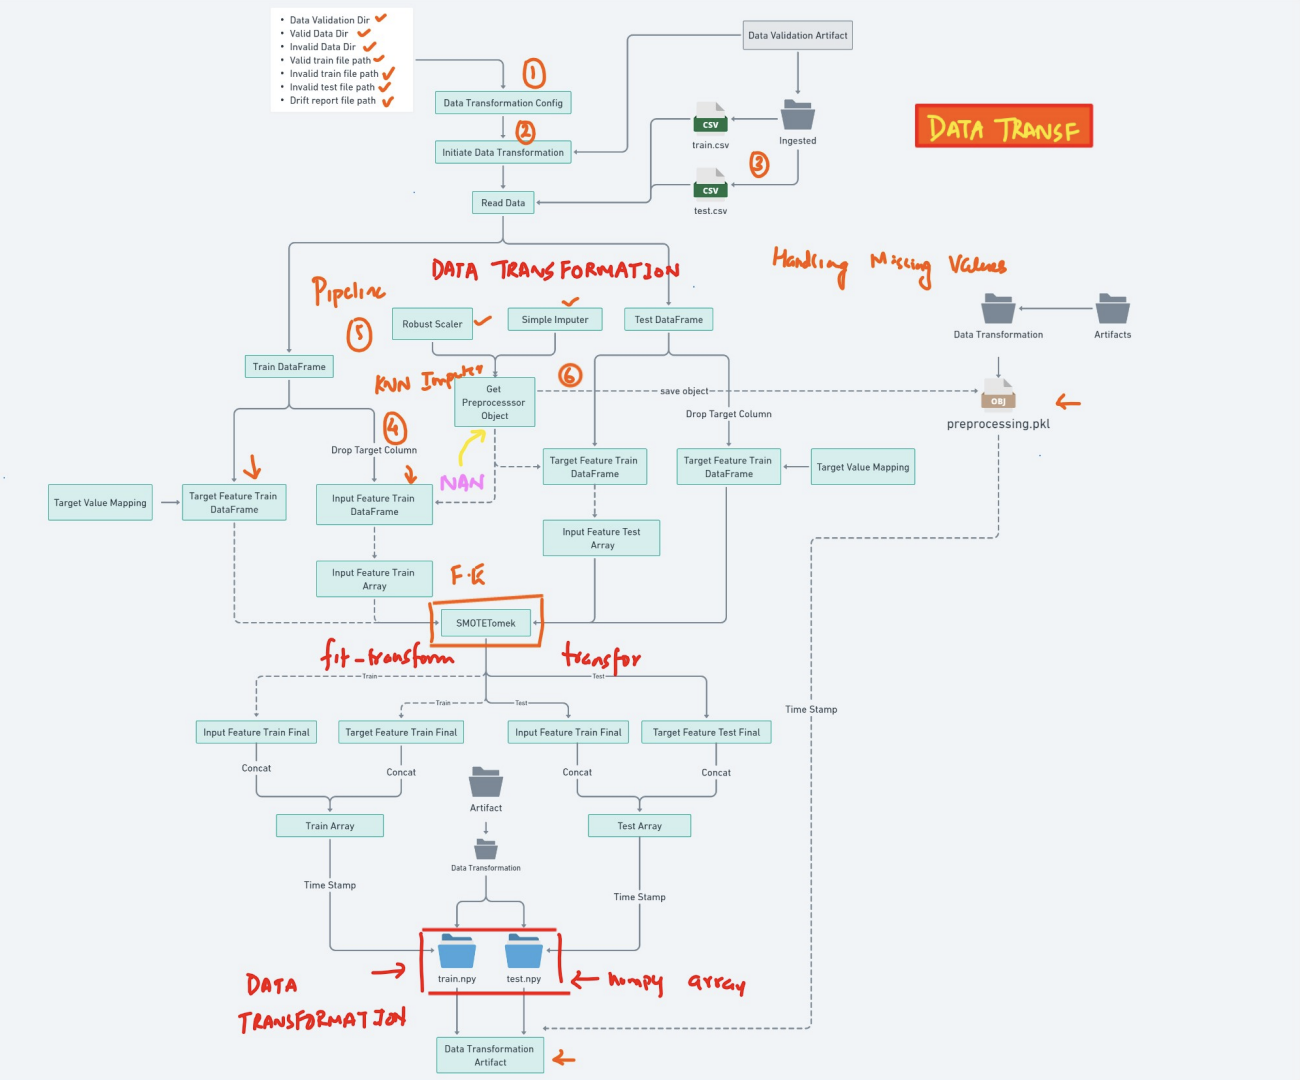 • Data Validation Dir
• Valid Data Dir
• Invalid Data Dir
• Valid train file path
• Invalid train file path
• Invalid test file path
• Drift report file path
Data Validation Artifact
1
Data Transformation Config
CSV
train.csv
Ingested
DATA TRANSF
2
Initiate Data Transformation
3
CSV
test.csv
Read Data
DATA TRANSFORMATION
Handling Missing Values
Pipeline
5
Robust Scaler
Simple Imputer
Test DataFrame
Data Transformation
Artifacts
Train DataFrame
KNN Imputer
6
Get
Preprocesssor
Object
save object
OBJ
preprocessing.pkl
4
Drop Target Column
Drop Target Column
NAN
Target Feature Train
DataFrame
Target Feature Train
DataFrame
Target Value Mapping
Target Value Mapping
Target Feature Train
DataFrame
Input Feature Train
DataFrame
Input Feature Test
Array
Input Feature Train
Array
F.E
SMOTETomek
fit_transform
transfor
Train
Test
Train
Test
Time Stamp
Input Feature Train Final
Target Feature Train Final
Input Feature Train Final
Target Feature Test Final
Concat
Concat
Concat
Concat
Artifact
Train Array
Test Array
Data Transformation
Time Stamp
Time Stamp
train.npy
test.npy
numpy array
DATA
TRANSFORMATION
Data Transformation
Artifact